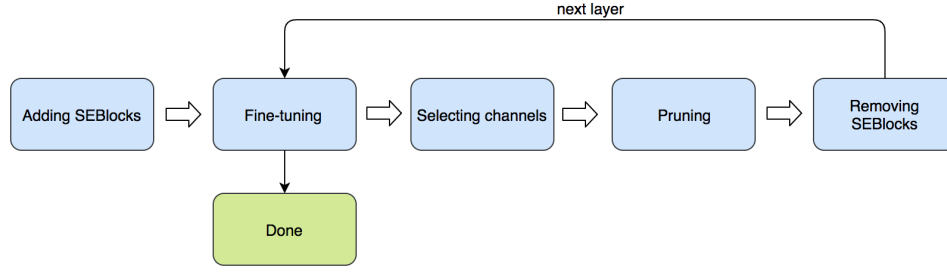 next layer
Adding SEBlocks
Fine-tuning
Selecting channels
Pruning
Removing
SEBlocks
Done